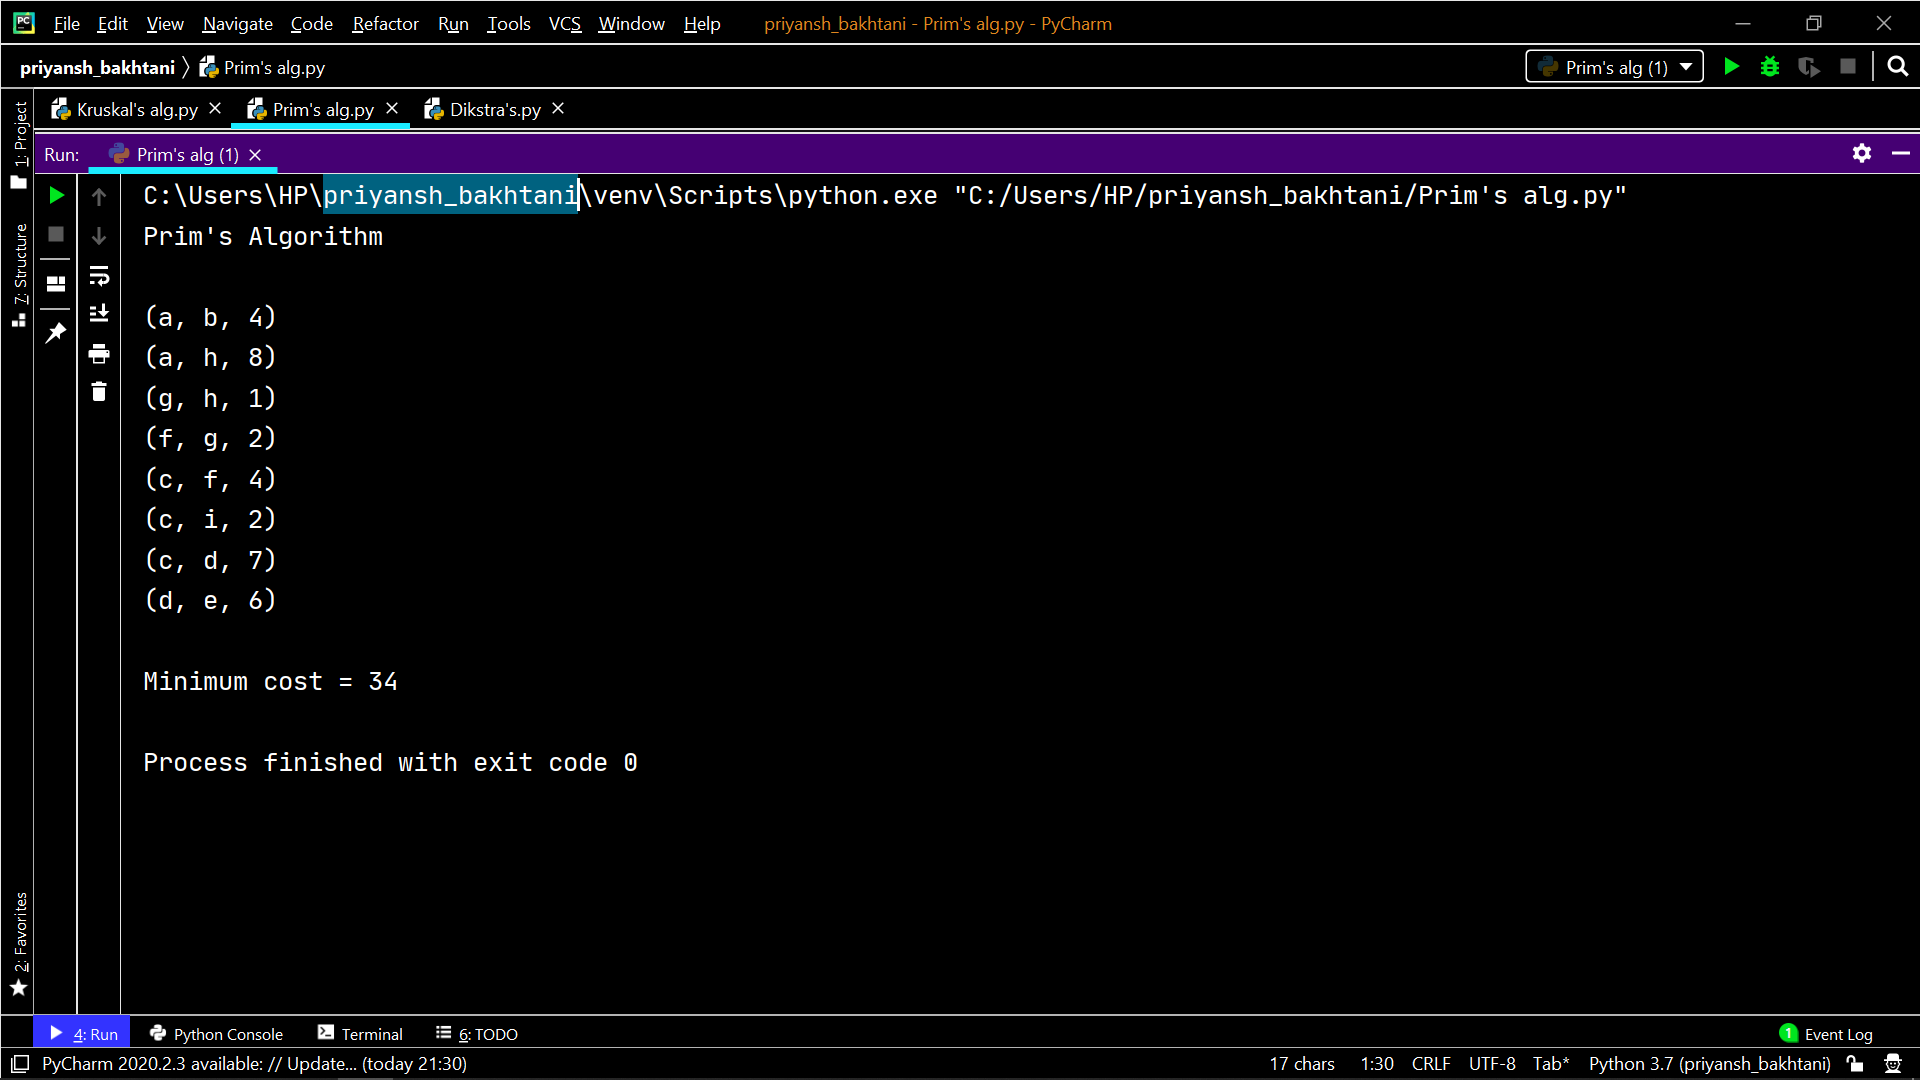 File Edit View Navigate Code Refactor Run Tools VCS Window Help priyansh_bakhtani - Prim's alg.py - PyCharm
priyansh_bakhtani Prim's alg.py Prim's alg (1)
Kruskal's alg.py Prim's alg.py Dikstra's.py
Run: Prim's alg (1)
1: Project
7: Structure
2: Favorites
C:\Users\HP\priyansh_bakhtani\venv\Scripts\python.exe "C:/Users/HP/priyansh_bakhtani/Prim's alg.py"
Prim's Algorithm
(a, b, 4)
(a, h, 8)
(g, h, 1)
(f, g, 2)
(c, f, 4)
(c, i, 2)
(c, d, 7)
(d, e, 6)
Minimum cost = 34
Process finished with exit code 0
4: Run Python Console Terminal 6: TODO 1 Event Log
PyCharm 2020.2.3 available: // Update... (today 21:30) 17 chars 1:30 CRLF UTF-8 Tab* Python 3.7 (priyansh_bakhtani)